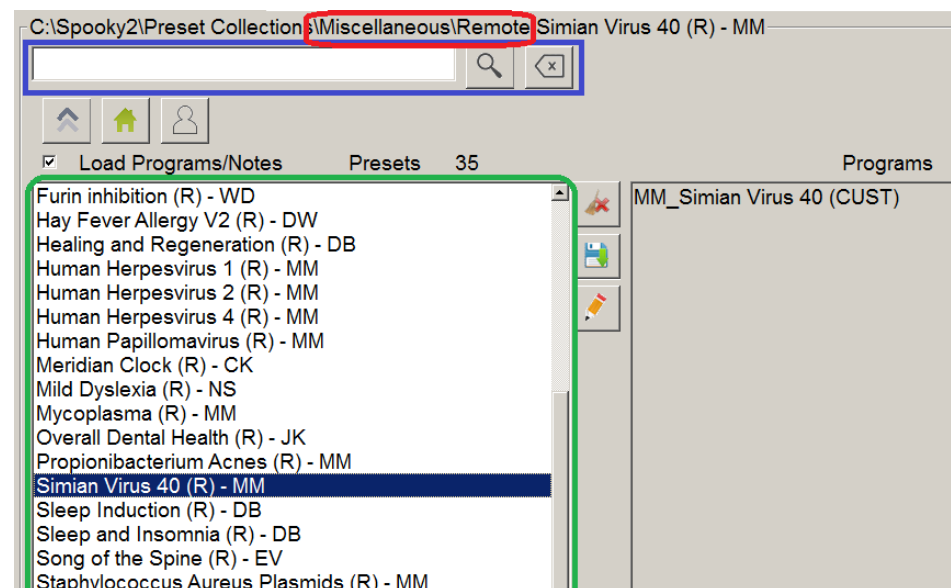 C:\Spooky2\Preset Collections\Miscellaneous\Remote\Simian Virus 40 (R) - MM
Load Programs/Notes Presets 35 Programs
Furin inhibition (R) - WD
Hay Fever Allergy V2 (R) - DW
Healing and Regeneration (R) - DB
Human Herpesvirus 1 (R) - MM
Human Herpesvirus 2 (R) - MM
Human Herpesvirus 4 (R) - MM
Human Papillomavirus (R) - MM
Meridian Clock (R) - CK
Mild Dyslexia (R) - NS
Mycoplasma (R) - MM
Overall Dental Health (R) - JK
Propionibacterium Acnes (R) - MM
Simian Virus 40 (R) - MM
Sleep Induction (R) - DB
Sleep and Insomnia (R) - DB
Song of the Spine (R) - EV
Staphylococcus Aureus Plasmids (R) - MM
MM_Simian Virus 40 (CUST)